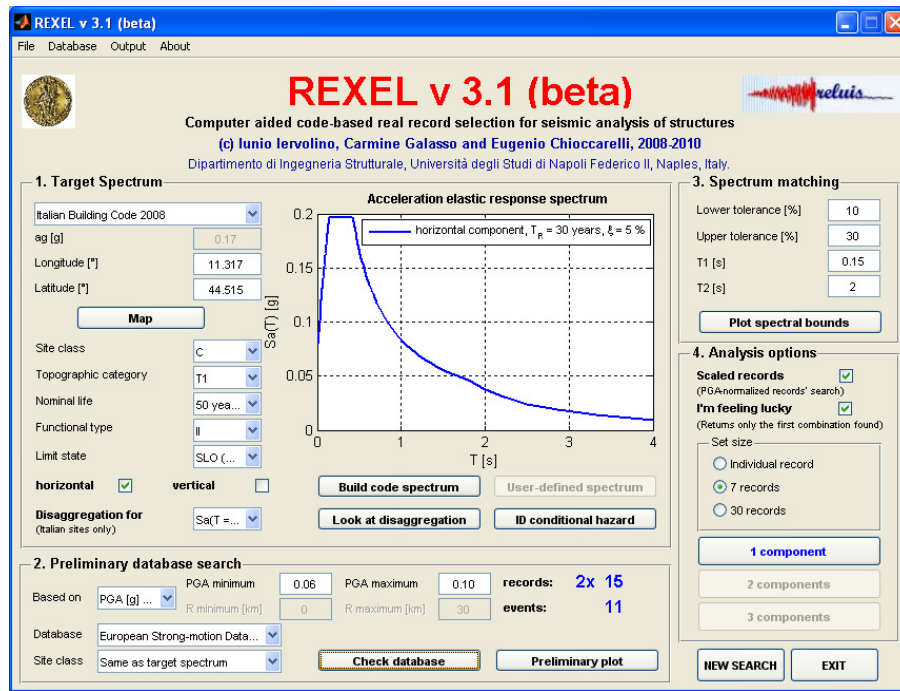 REXEL v 3.1 (beta)
File Database Output About
REXEL v 3.1 (beta)
reluis
Computer aided code-based real record selection for seismic analysis of structures
(c) Iunio Iervolino, Carmine Galasso and Eugenio Chioccarelli, 2008-2010
Dipartimento di Ingegneria Strutturale, Università degli Studi di Napoli Federico II, Naples, Italy.
1. Target Spectrum
Italian Building Code 2008
ag [g] 0.17
Longitude [°] 11.317
Latitude [°] 44.515
Map
Site class C
Topographic category T1
Nominal life 50 yea...
Functional type II
Limit state SLO (...
horizontal vertical
Disaggregation for Sa(T =...
(Italian sites only)
Acceleration elastic response spectrum
horizontal component, T_R = 30 years, ξ = 5 %
Sa(T) [g]
0.2
0.15
0.1
0.05
0
0 1 2 3 4
T [s]
Build code spectrum User-defined spectrum
Look at disaggregation ID conditional hazard
2. Preliminary database search
Based on PGA [g] ...
PGA minimum 0.06 PGA maximum 0.10 records: 2x 15
R minimum [km] 0 R maximum [km] 30 events: 11
Database European Strong-motion Data...
Site class Same as target spectrum
Check database Preliminary plot
3. Spectrum matching
Lower tolerance [%] 10
Upper tolerance [%] 30
T1 [s] 0.15
T2 [s] 2
Plot spectral bounds
4. Analysis options
Scaled records
(PGA-normalized records' search)
I'm feeling lucky
(Returns only the first combination found)
Set size
Individual record
7 records
30 records
1 component
2 components
3 components
NEW SEARCH EXIT